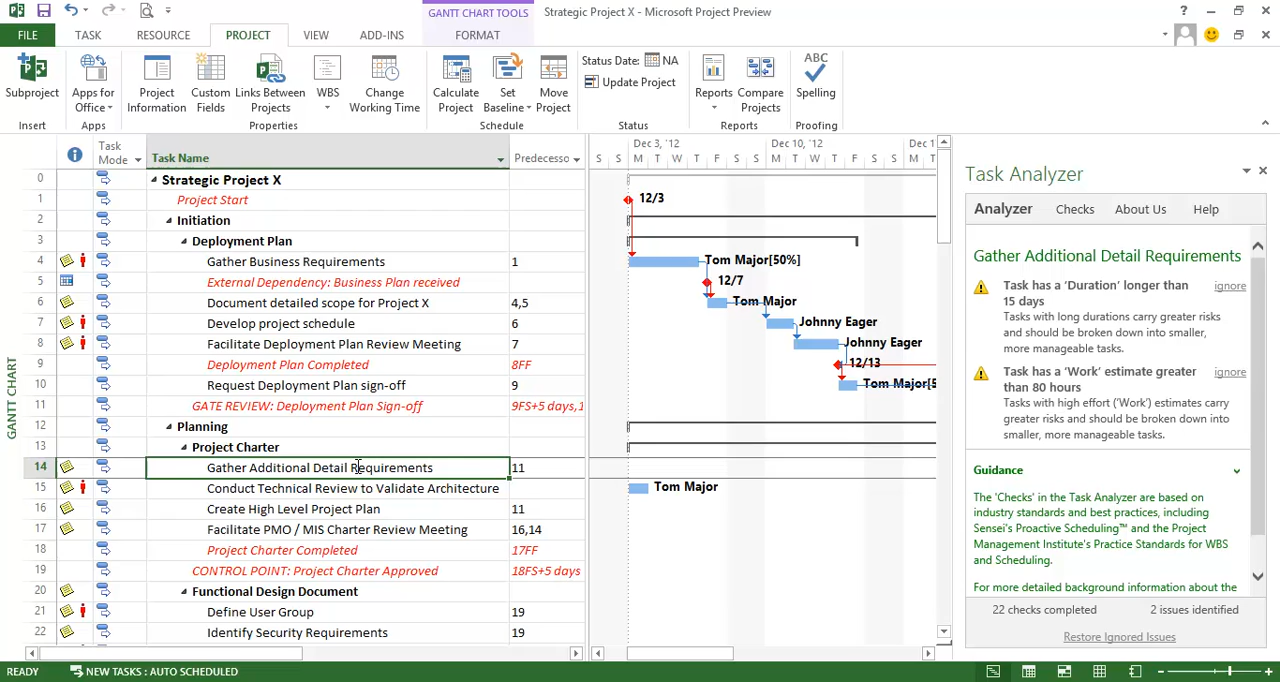 GANTT CHART TOOLS
Strategic Project X - Microsoft Project Preview
?
FILE
TASK
RESOURCE
PROJECT
VIEW
ADD-INS
FORMAT
Subproject
Apps for
Office
Project
Information
Custom
Fields
Links Between
Projects
WBS
Change
Working Time
Calculate
Project
Set
Baseline
Move
Project
Status Date:
NA
Update Project
Reports
Compare
Projects
ABC
Spelling
Insert
Apps
Properties
Schedule
Status
Reports
Proofing
GANTT CHART
Task
Mode
Task Name
Predecesso
Dec 3, '12
Dec 10, '12
Dec 1
S S M T W T F S S M T W T F S S M T
0 Strategic Project X
1 Project Start 12/3
2 Initiation
3 Deployment Plan
4 Gather Business Requirements 1 Tom Major[50%]
5 External Dependency: Business Plan received 12/7
6 Document detailed scope for Project X 4,5 Tom Major
7 Develop project schedule 6 Johnny Eager
8 Facilitate Deployment Plan Review Meeting 7 Johnny Eager
9 Deployment Plan Completed 8FF 12/13
10 Request Deployment Plan sign-off 9 Tom Major[5
11 GATE REVIEW: Deployment Plan Sign-off 9FS+5 days,1
12 Planning
13 Project Charter
14 Gather Additional Detail Requirements 11
15 Conduct Technical Review to Validate Architecture Tom Major
16 Create High Level Project Plan 11
17 Facilitate PMO / MIS Charter Review Meeting 16,14
18 Project Charter Completed 17FF
19 CONTROL POINT: Project Charter Approved 18FS+5 days
20 Functional Design Document
21 Define User Group 19
22 Identify Security Requirements 19
Task Analyzer
Analyzer
Checks
About Us
Help
Gather Additional Detail Requirements
Task has a 'Duration' longer than ignore
15 days
Tasks with long durations carry greater risks
and should be broken down into smaller,
more manageable tasks.
Task has a 'Work' estimate greater ignore
than 80 hours
Tasks with high effort ('Work') estimates carry
greater risks and should be broken down into
smaller, more manageable tasks.
Guidance
The 'Checks' in the Task Analyzer are based on
industry standards and best practices, including
Sensei's Proactive Scheduling™ and the Project
Management Institute's Practice Standards for WBS
and Scheduling.
For more detailed background information about the
22 checks completed
2 issues identified
Restore Ignored Issues
READY
NEW TASKS : AUTO SCHEDULED